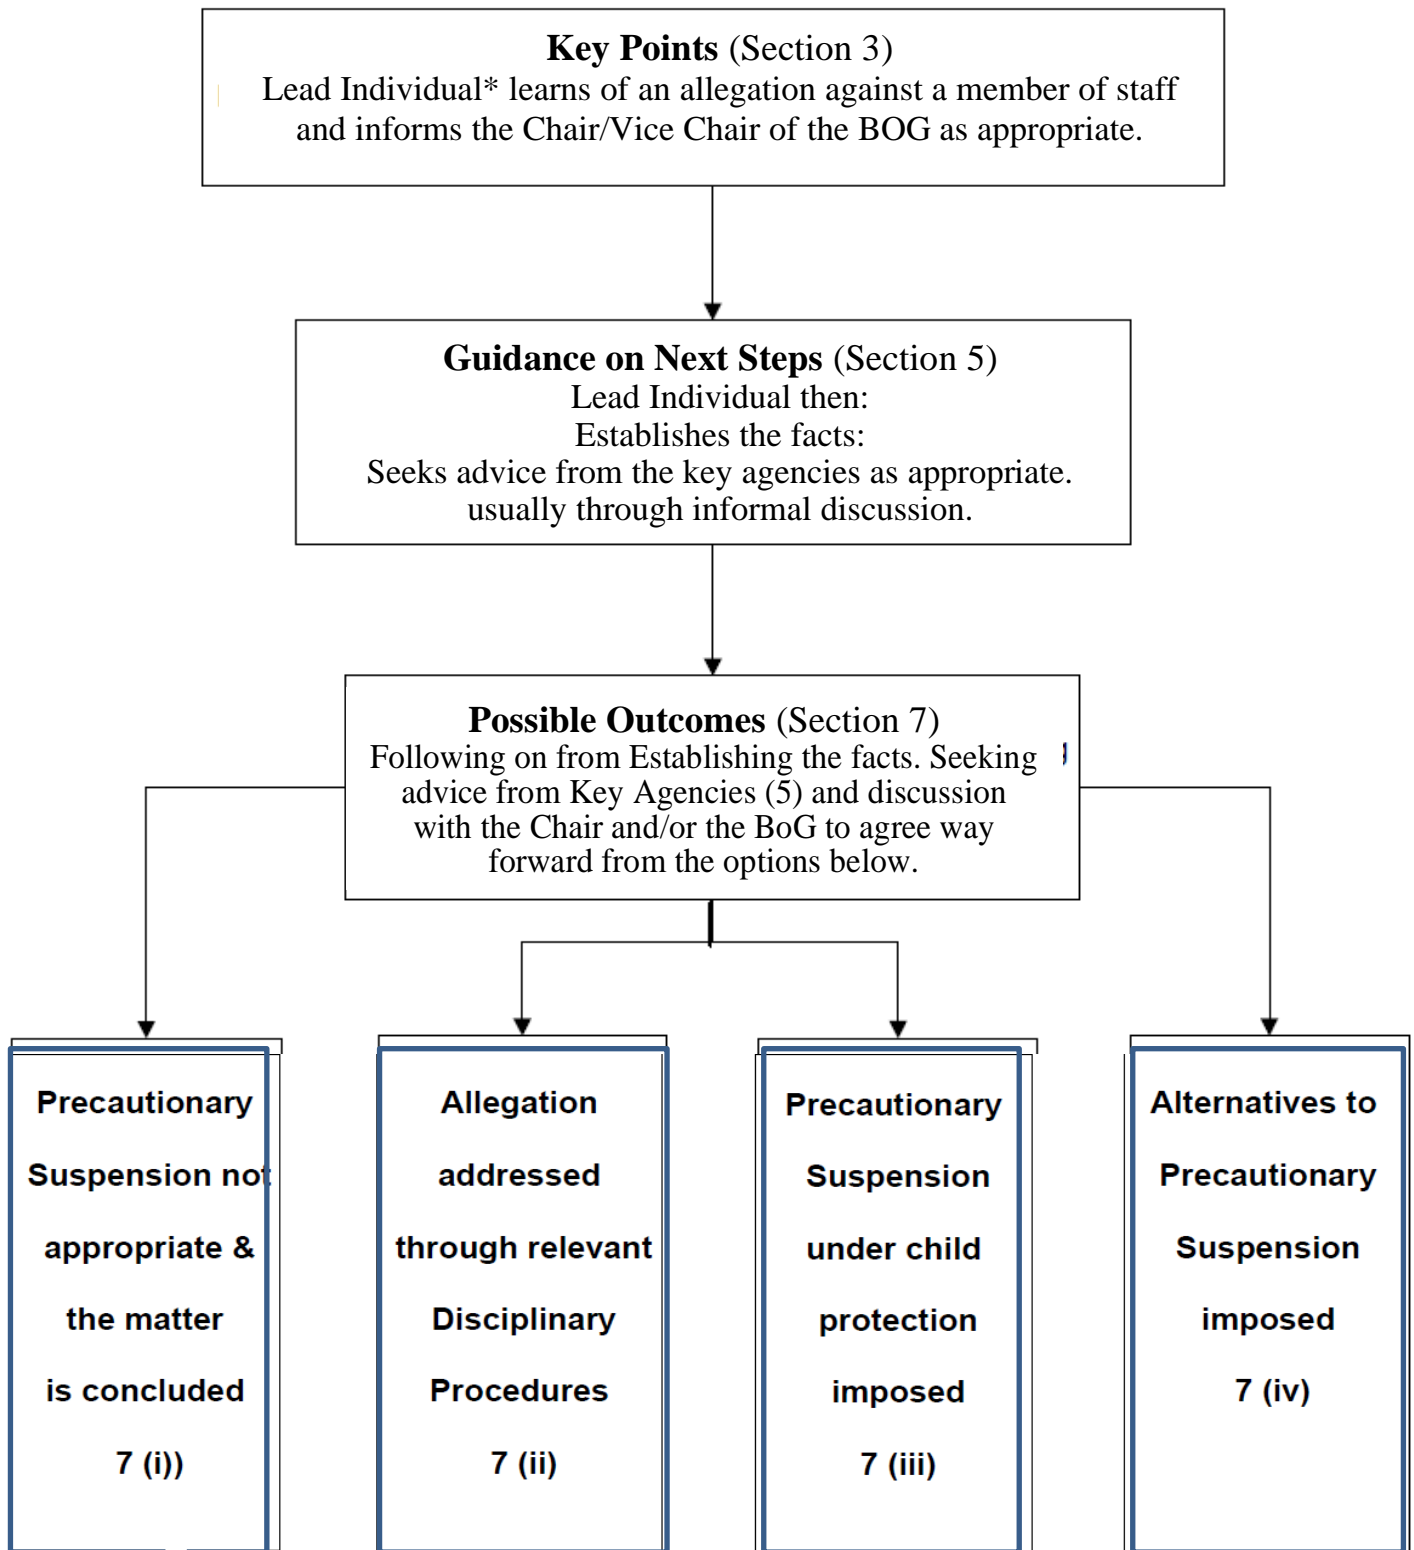 Key Points (Section 3)
Lead Individual* learns of an allegation against a member of staff
and informs the Chair/Vice Chair of the BOG as appropriate.
Guidance on Next Steps (Section 5)
Lead Individual then:
Establishes the facts:
Seeks advice from the key agencies as appropriate.
usually through informal discussion.
Possible Outcomes (Section 7)
Following on from Establishing the facts. Seeking
advice from Key Agencies (5) and discussion
with the Chair and/or the BoG to agree way
forward from the options below.
Precautionary
Suspension not
appropriate &
the matter
is concluded
7 (i))
Allegation
addressed
through relevant
Disciplinary
Procedures
7 (ii)
Precautionary
Suspension
under child
protection
imposed
7 (iii)
Alternatives to
Precautionary
Suspension
imposed
7 (iv)